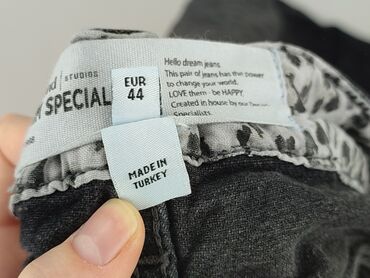 STUDIOS
SPECIAL
EUR
44
Hello dream jeans
This pair of jeans has the power
to change your world.
LOVE them - be HAPPY
Created in house by our Denim
Specialists.
MADE IN
TURKEY